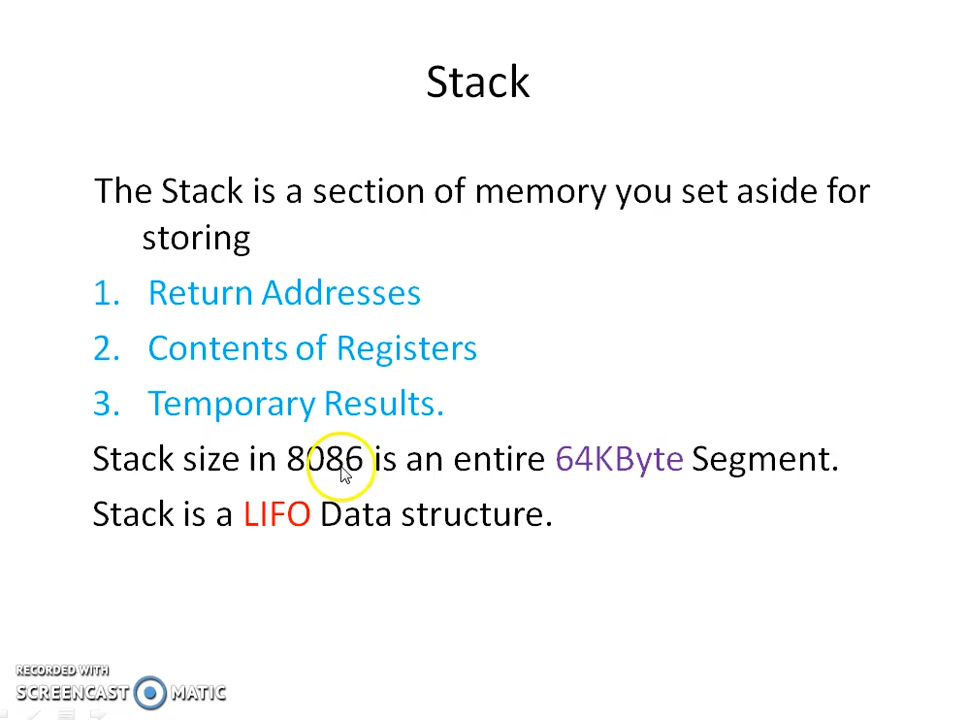 Stack
The Stack is a section of memory you set aside for
storing
1. Return Addresses
2. Contents of Registers
3. Temporary Results.
Stack size in 8086 is an entire 64KByte Segment.
Stack is a LIFO Data structure.
RECORDED WITH
SCREENCAST MATIC